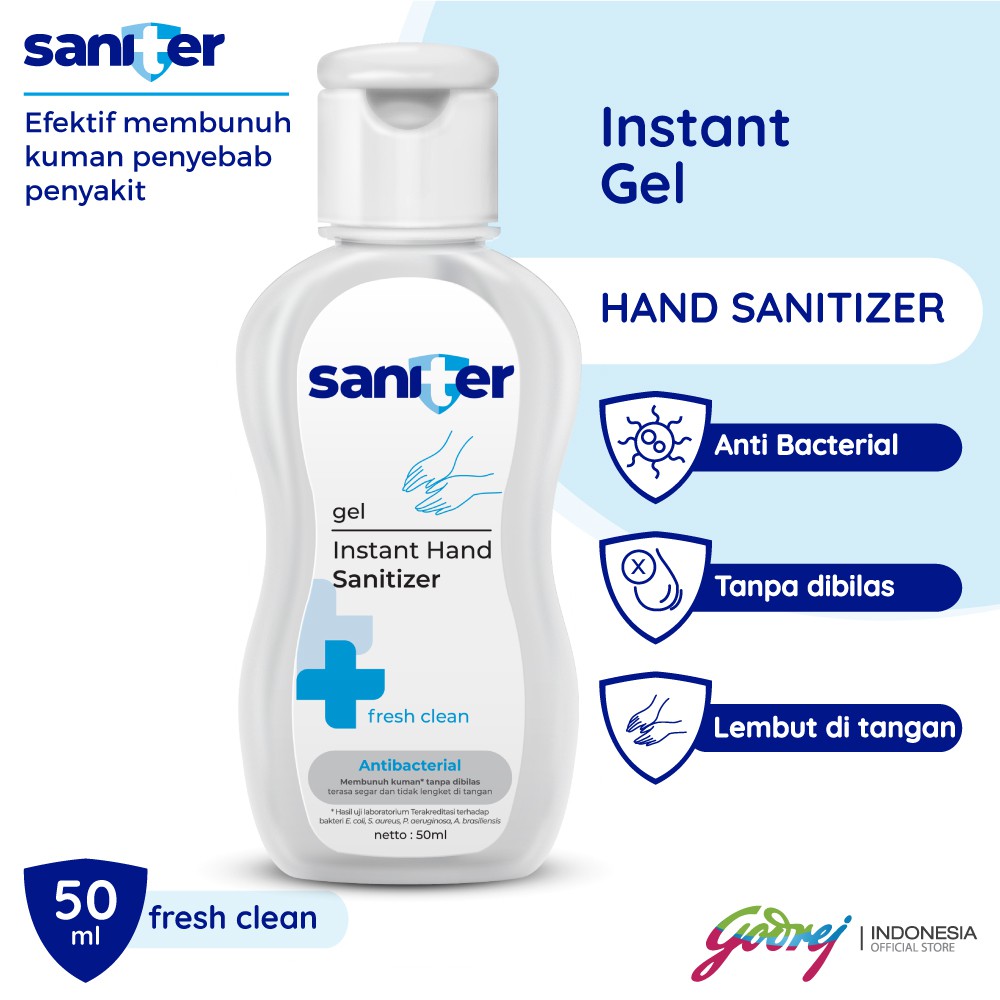 saniter
Efektif membunuh
kuman penyebab
penyakit
Instant
Gel
HAND SANITIZER
saniter
gel
Instant Hand
Sanitizer
fresh clean
Antibacterial
Membunuh kuman* tanpa dibilas
terasa segar dan tidak lengket di tangan
* Hasil uji laboratorium Terakreditasi terhadap
bakteri E. coli, S. aureus, P. aeruginosa, A. brasiliensis
netto : 50ml
Anti Bacterial
X
Tanpa dibilas
Lembut di tangan
50
ml
fresh clean
Godrej
INDONESIA
OFFICIAL STORE